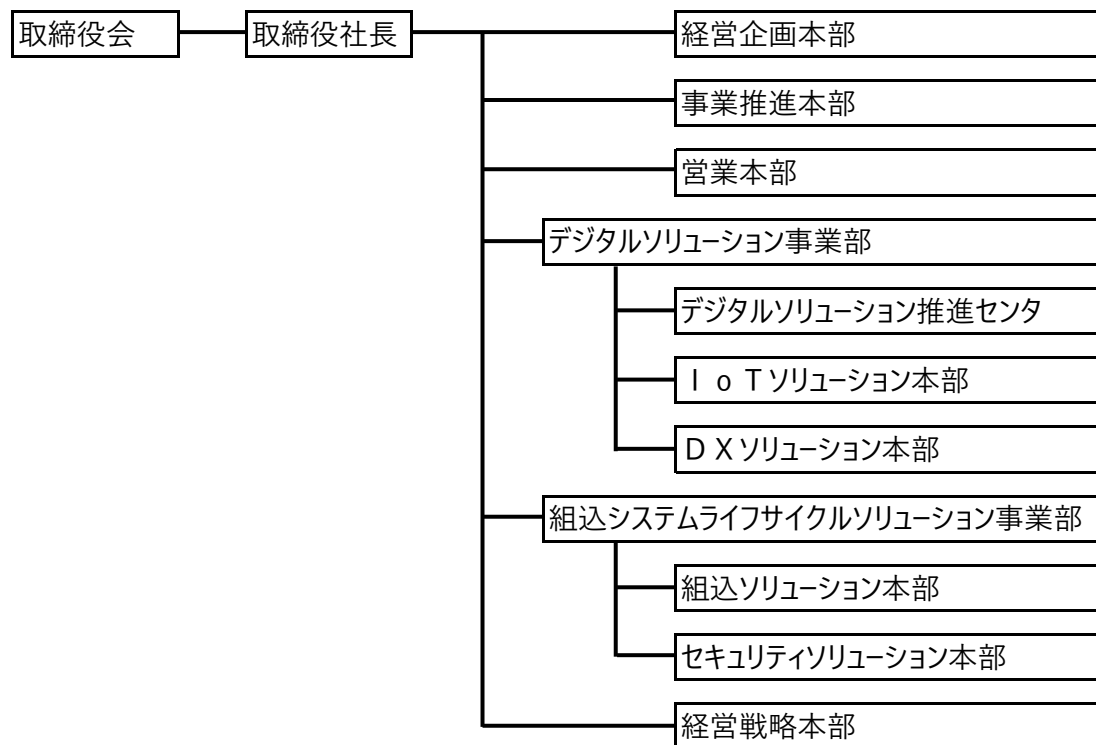 取締役会
取締役社長
経営企画本部
事業推進本部
営業本部
デジタルソリューション事業部
デジタルソリューション推進センタ
ＩｏＴソリューション本部
ＤＸソリューション本部
組込システムライフサイクルソリューション事業部
組込ソリューション本部
セキュリティソリューション本部
経営戦略本部